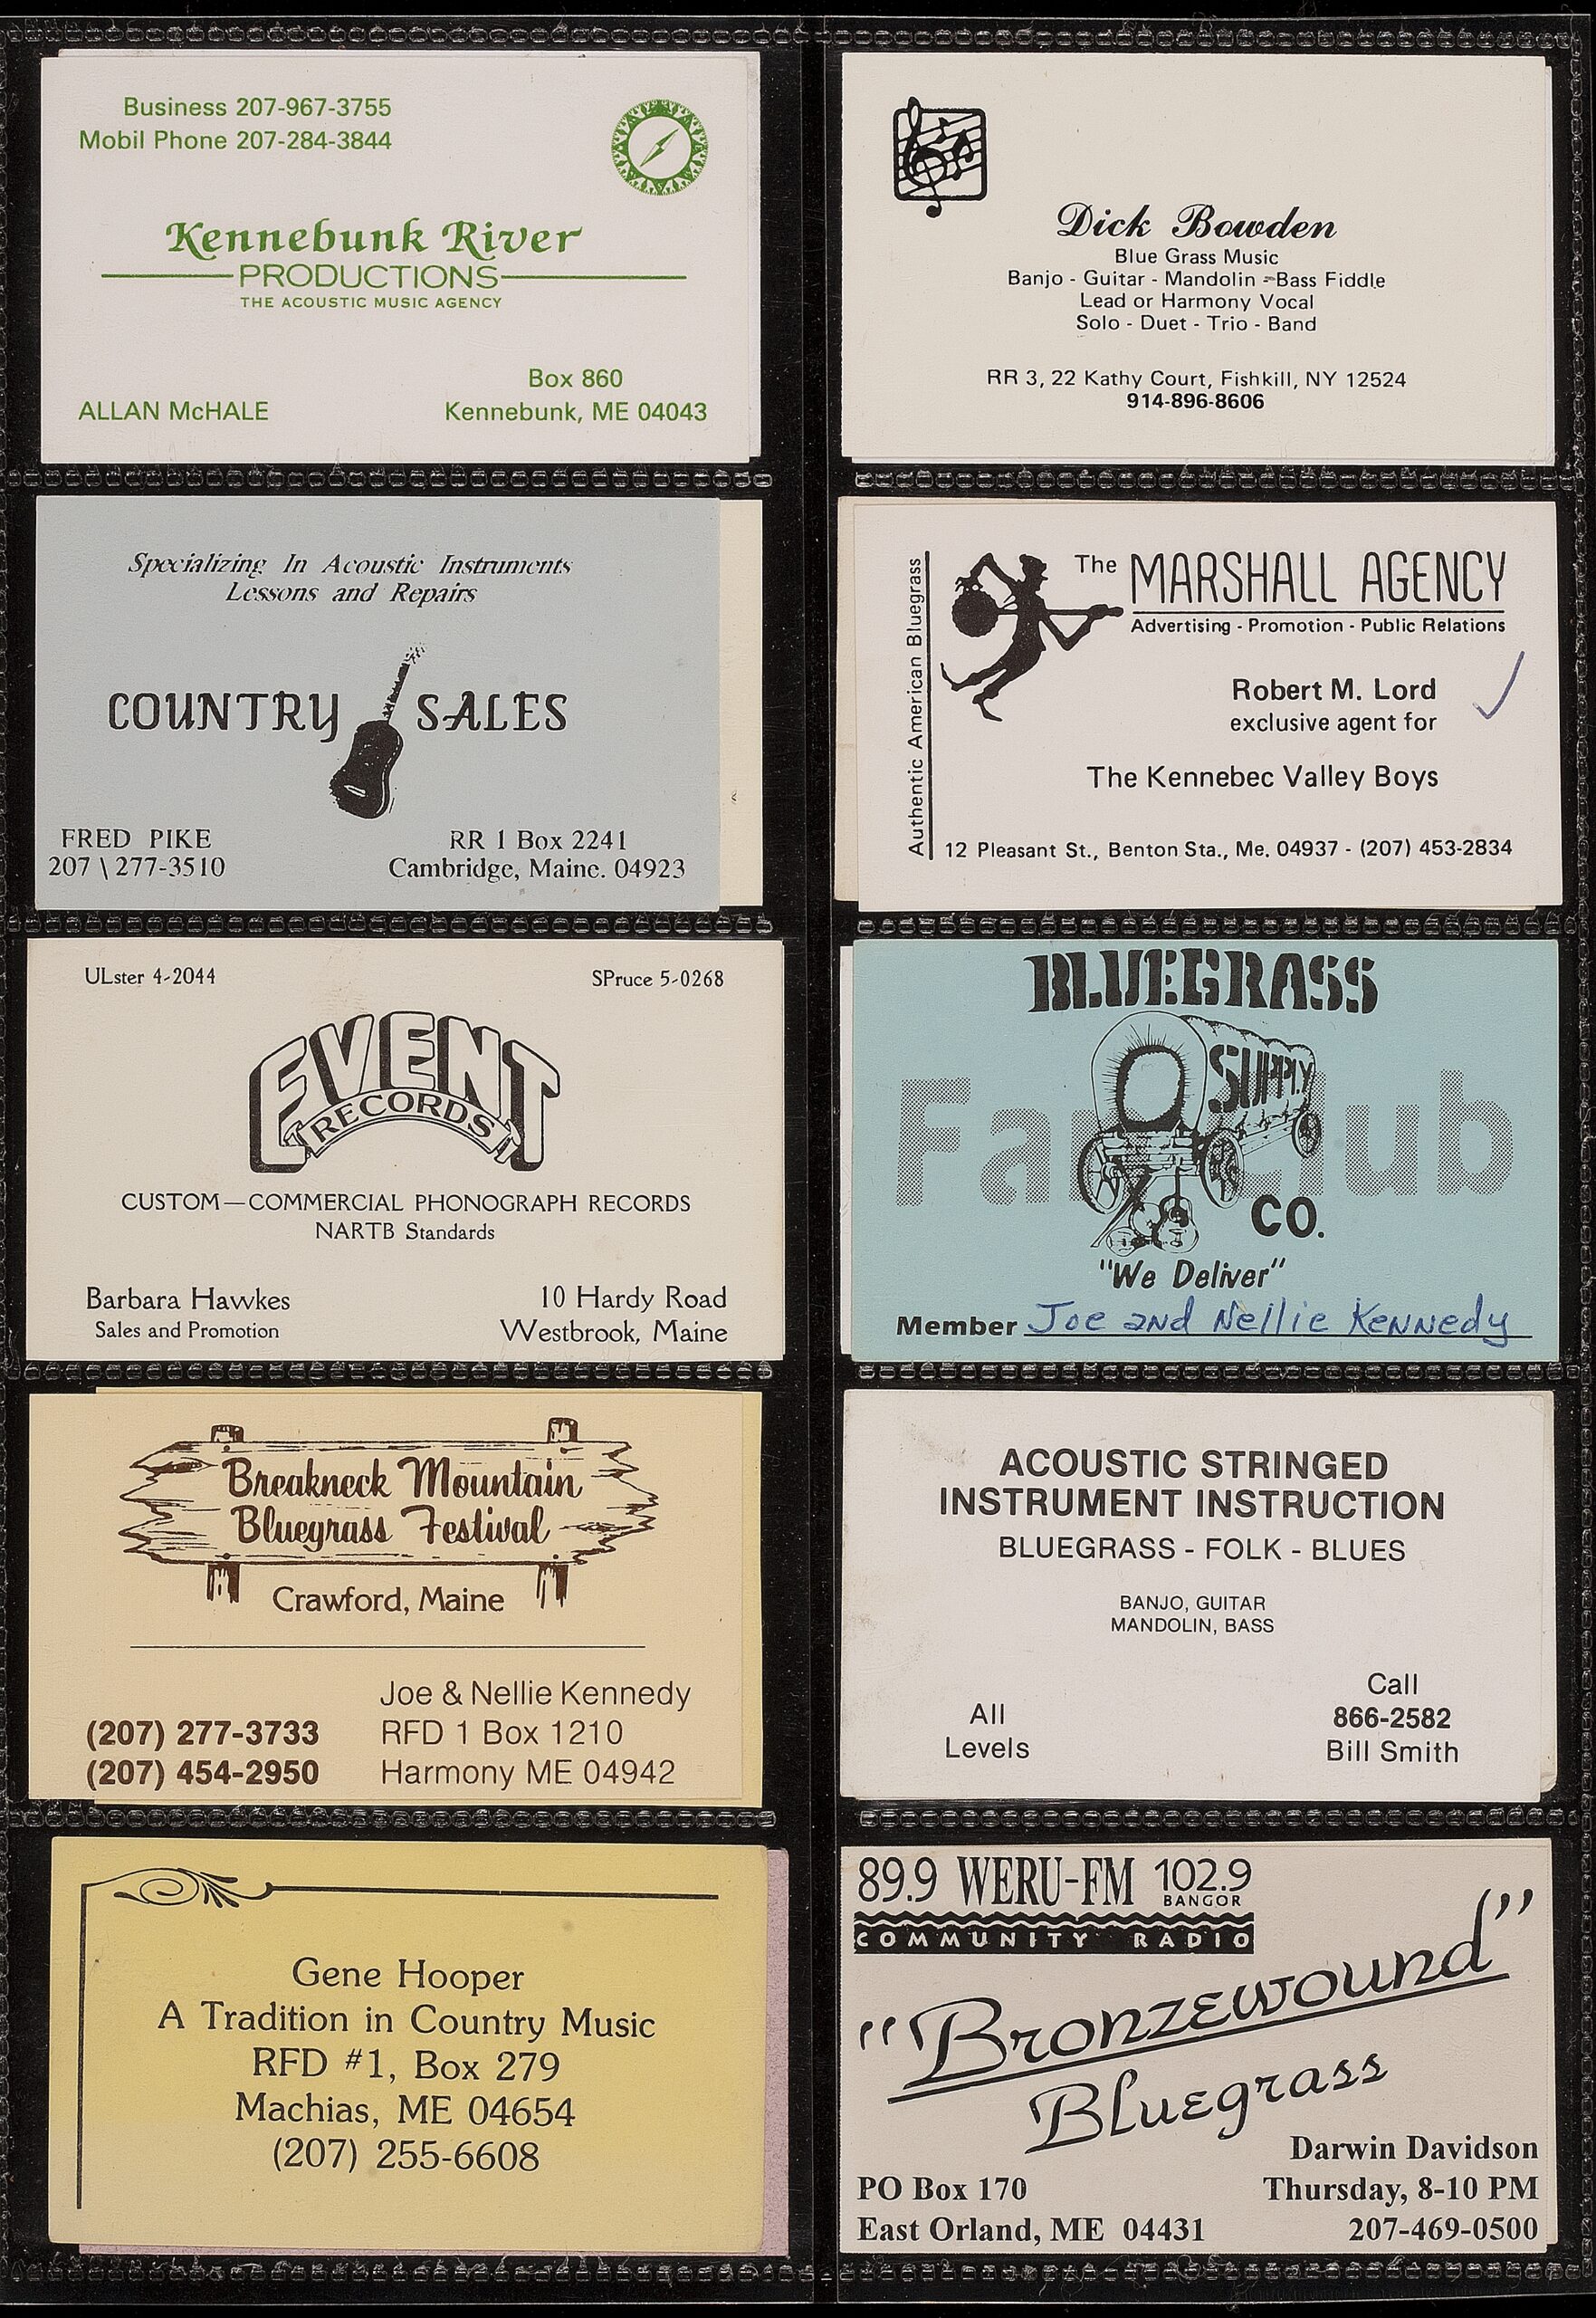 Business 207-967-3755
Mobil Phone 207-284-3844
Kennebunk River
PRODUCTIONS
THE ACOUSTIC MUSIC AGENCY
Box 860
ALLAN McHALE
Kennebunk, ME 04043
Dick Bowden
Blue Grass Music
Banjo - Guitar - Mandolin - Bass Fiddle
Lead or Harmony Vocal
Solo - Duet - Trio - Band
RR 3, 22 Kathy Court, Fishkill, NY 12524
914-896-8606
Specializing In Acoustic Instruments
Lessons and Repairs
COUNTRY SALES
FRED PIKE
207 \ 277-3510
RR 1 Box 2241
Cambridge, Maine. 04923
Authentic American Bluegrass
The MARSHALL AGENCY
Advertising - Promotion - Public Relations
Robert M. Lord
exclusive agent for
The Kennebec Valley Boys
12 Pleasant St., Benton Sta., Me. 04937 - (207) 453-2834
ULster 4-2044
SPruce 5-0268
EVENT
RECORDS
CUSTOM—COMMERCIAL PHONOGRAPH RECORDS
NARTB Standards
Barbara Hawkes
Sales and Promotion
10 Hardy Road
Westbrook, Maine
BLUEGRASS
SUPPLY
Fan Club
CO.
"We Deliver"
Member Joe and Nellie Kennedy
Breakneck Mountain
Bluegrass Festival
Crawford, Maine
Joe & Nellie Kennedy
(207) 277-3733 RFD 1 Box 1210
(207) 454-2950 Harmony ME 04942
ACOUSTIC STRINGED
INSTRUMENT INSTRUCTION
BLUEGRASS - FOLK - BLUES
BANJO, GUITAR
MANDOLIN, BASS
All
Levels
Call
866-2582
Bill Smith
Gene Hooper
A Tradition in Country Music
RFD #1, Box 279
Machias, ME 04654
(207) 255-6608
89.9 WERU-FM 102.9
BANGOR
COMMUNITY RADIO
"Bronzewound"
Bluegrass
Darwin Davidson
PO Box 170
Thursday, 8-10 PM
East Orland, ME 04431
207-469-0500